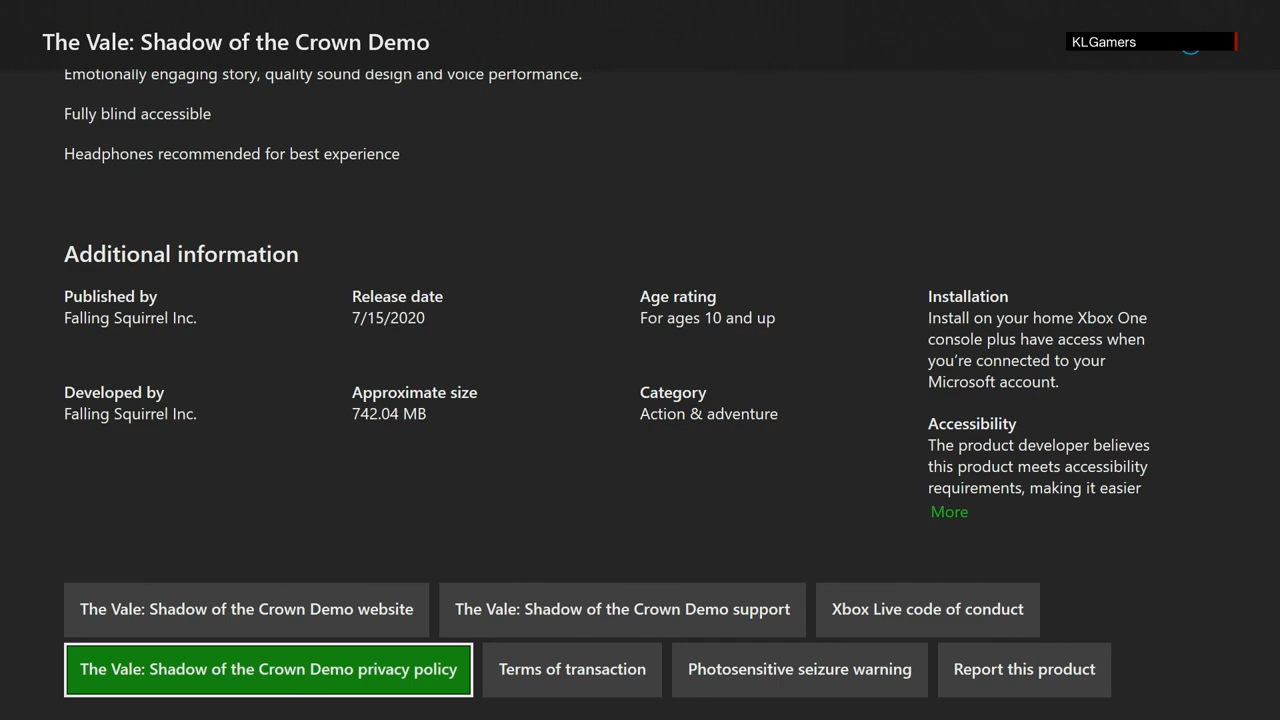 The Vale: Shadow of the Crown Demo
KLGamers
Emotionally engaging story, quality sound design and voice performance.
Fully blind accessible
Headphones recommended for best experience
Additional information
Published by
Falling Squirrel Inc.
Release date
7/15/2020
Age rating
For ages 10 and up
Installation
Install on your home Xbox One
console plus have access when
you're connected to your
Microsoft account.
Developed by
Falling Squirrel Inc.
Approximate size
742.04 MB
Category
Action & adventure
Accessibility
The product developer believes
this product meets accessibility
requirements, making it easier
More
The Vale: Shadow of the Crown Demo website
The Vale: Shadow of the Crown Demo support
Xbox Live code of conduct
The Vale: Shadow of the Crown Demo privacy policy
Terms of transaction
Photosensitive seizure warning
Report this product